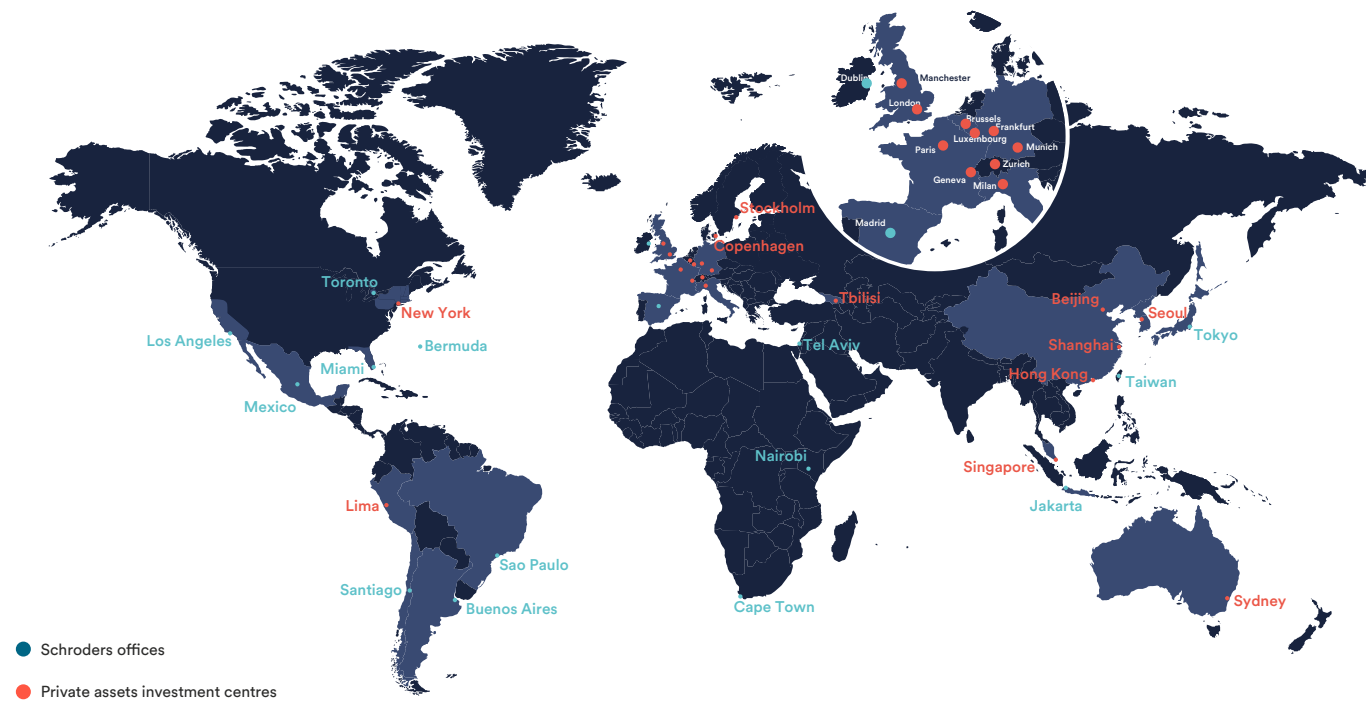 Dublin
Manchester
London
Brussels
Frankfurt
Luxembourg
Paris
Munich
Zurich
Geneva
Milan
Madrid
Stockholm
Copenhagen
Toronto
New York
Los Angeles
Bermuda
Miami
Mexico
Tbilisi
Tel Aviv
Beijing
Seoul
Tokyo
Shanghai
Hong Kong
Taiwan
Nairobi
Singapore
Jakarta
Lima
Sao Paulo
Santiago
Buenos Aires
Cape Town
Sydney
Schroders offices
Private assets investment centres